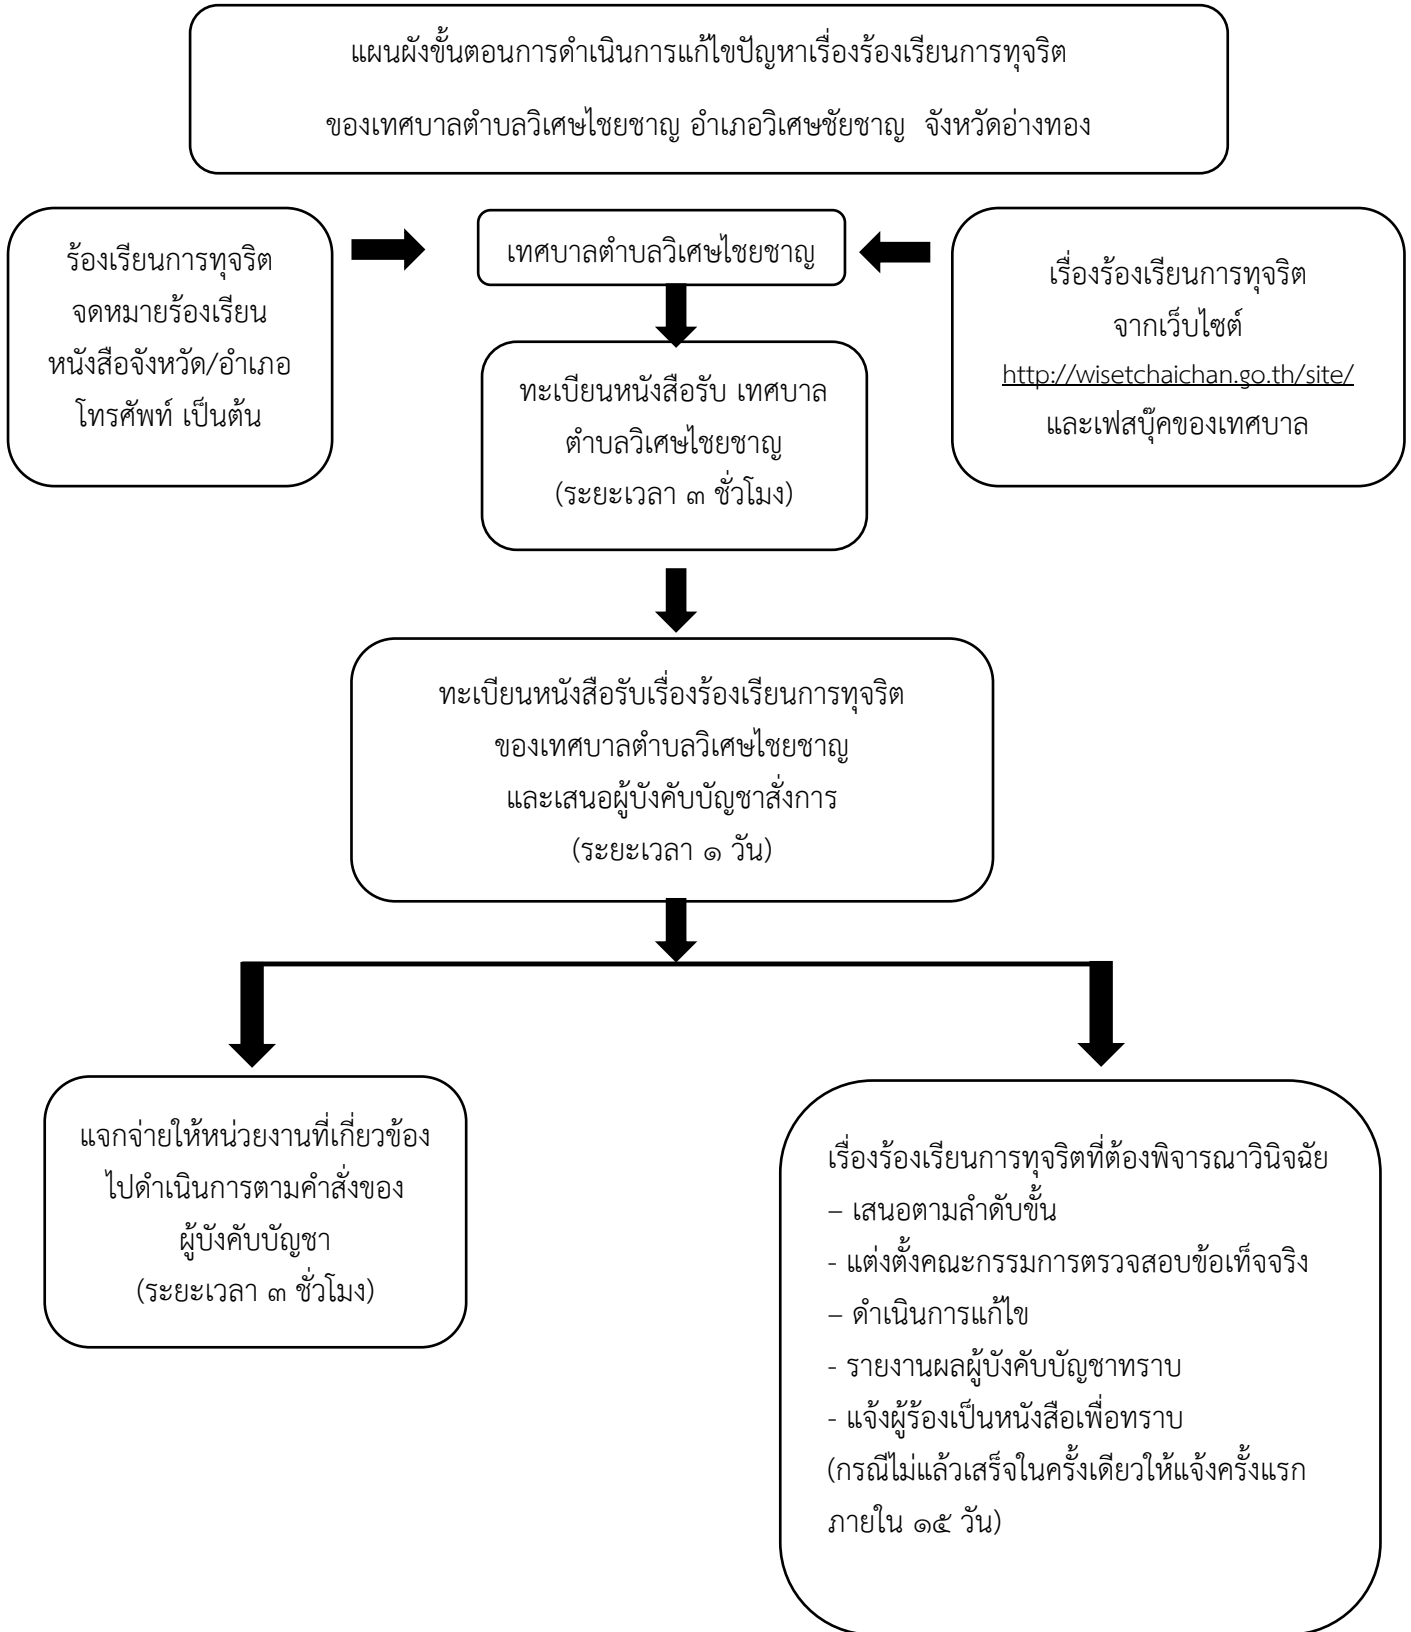 แผนผังขั้นตอนการดำเนินการแก้ไขปัญหาเรื่องร้องเรียนการทุจริต
ของเทศบาลตำบลวิเศษไชยชาญ อำเภอวิเศษชัยชาญ จังหวัดอ่างทอง
ร้องเรียนการทุจริต
จดหมายร้องเรียน
หนังสือจังหวัด/อำเภอ
โทรศัพท์ เป็นต้น
เทศบาลตำบลวิเศษไชยชาญ
เรื่องร้องเรียนการทุจริต
จากเว็บไซต์
http://wisetchaichan.go.th/site/
และเฟสบุ๊คของเทศบาล
ทะเบียนหนังสือรับ เทศบาล
ตำบลวิเศษไชยชาญ
(ระยะเวลา ๓ ชั่วโมง)
ทะเบียนหนังสือรับเรื่องร้องเรียนการทุจริต
ของเทศบาลตำบลวิเศษไชยชาญ
และเสนอผู้บังคับบัญชาสั่งการ
(ระยะเวลา ๑ วัน)
แจกจ่ายให้หน่วยงานที่เกี่ยวข้อง
ไปดำเนินการตามคำสั่งของ
ผู้บังคับบัญชา
(ระยะเวลา ๓ ชั่วโมง)
เรื่องร้องเรียนการทุจริตที่ต้องพิจารณาวินิจฉัย
– เสนอตามลำดับขั้น
- แต่งตั้งคณะกรรมการตรวจสอบข้อเท็จจริง
– ดำเนินการแก้ไข
- รายงานผลผู้บังคับบัญชาทราบ
- แจ้งผู้ร้องเป็นหนังสือเพื่อทราบ
(กรณีไม่แล้วเสร็จในครั้งเดียวให้แจ้งครั้งแรก
ภายใน ๑๕ วัน)